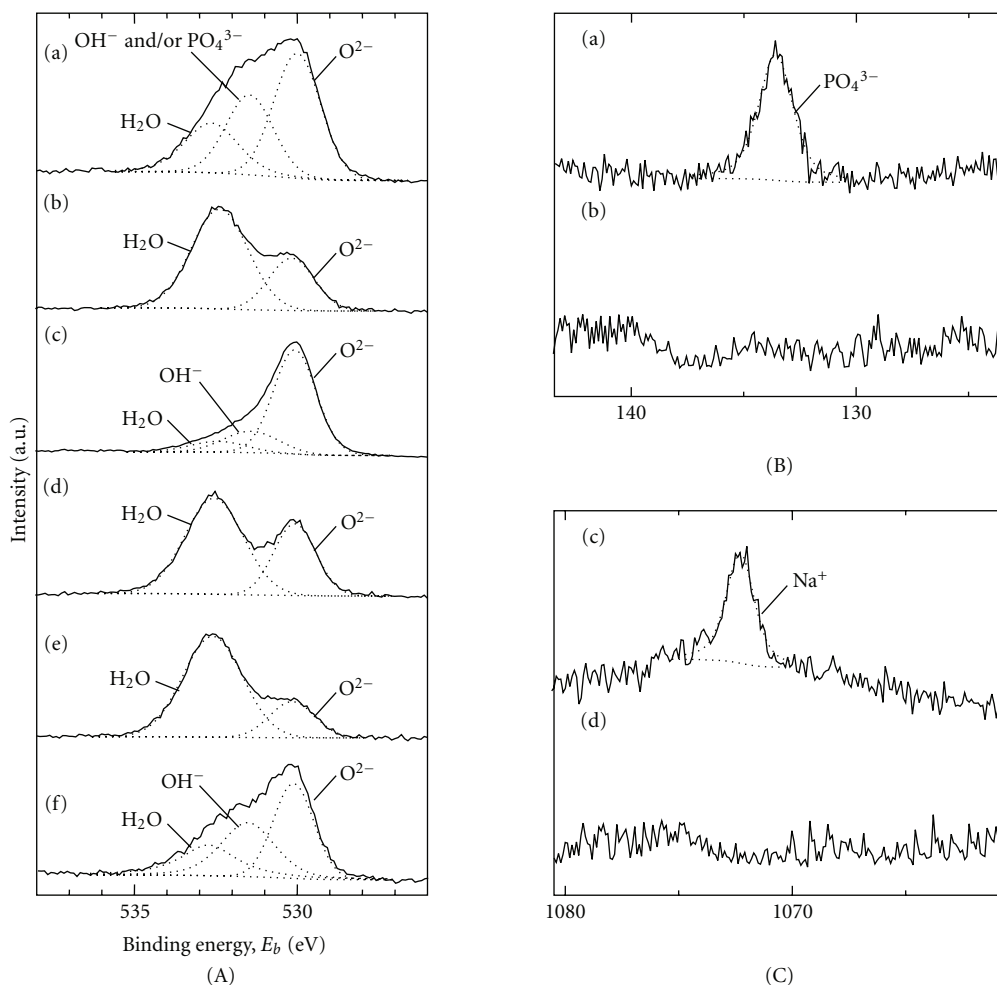 (a)
OH⁻ and/or PO₄³⁻
O²⁻
H₂O
(b)
H₂O
O²⁻
(c)
OH⁻
O²⁻
H₂O
(d)
H₂O
O²⁻
(e)
H₂O
O²⁻
(f)
OH⁻
O²⁻
H₂O
Intensity (a.u.)
535 530
Binding energy, E_b (eV)
(A)
(a)
PO₄³⁻
(b)
140 130
(B)
(c)
Na⁺
(d)
1080 1070
(C)